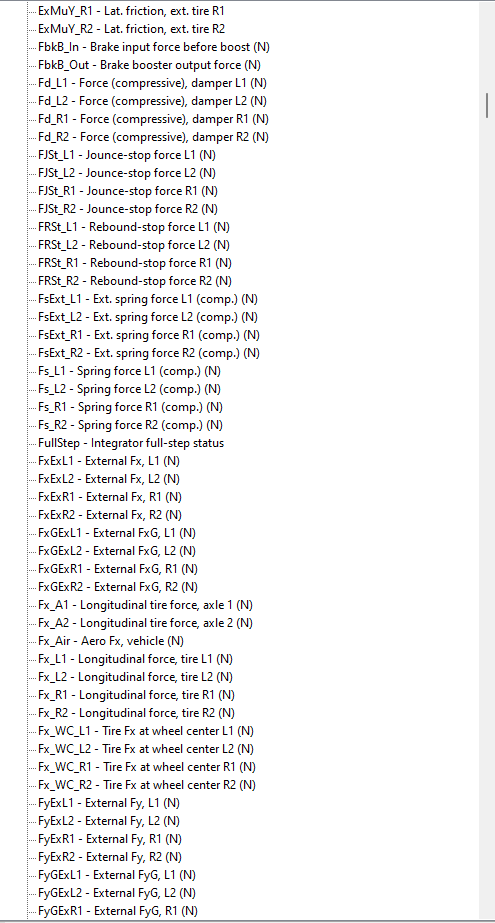 ExMuY_R1 - Lat. friction, ext. tire R1
ExMuY_R2 - Lat. friction, ext. tire R2
FbkB_In - Brake input force before boost (N)
FbkB_Out - Brake booster output force (N)
Fd_L1 - Force (compressive), damper L1 (N)
Fd_L2 - Force (compressive), damper L2 (N)
Fd_R1 - Force (compressive), damper R1 (N)
Fd_R2 - Force (compressive), damper R2 (N)
FJSt_L1 - Jounce-stop force L1 (N)
FJSt_L2 - Jounce-stop force L2 (N)
FJSt_R1 - Jounce-stop force R1 (N)
FJSt_R2 - Jounce-stop force R2 (N)
FRSt_L1 - Rebound-stop force L1 (N)
FRSt_L2 - Rebound-stop force L2 (N)
FRSt_R1 - Rebound-stop force R1 (N)
FRSt_R2 - Rebound-stop force R2 (N)
FsExt_L1 - Ext. spring force L1 (comp.) (N)
FsExt_L2 - Ext. spring force L2 (comp.) (N)
FsExt_R1 - Ext. spring force R1 (comp.) (N)
FsExt_R2 - Ext. spring force R2 (comp.) (N)
Fs_L1 - Spring force L1 (comp.) (N)
Fs_L2 - Spring force L2 (comp.) (N)
Fs_R1 - Spring force R1 (comp.) (N)
Fs_R2 - Spring force R2 (comp.) (N)
FullStep - Integrator full-step status
FxExL1 - External Fx, L1 (N)
FxExL2 - External Fx, L2 (N)
FxExR1 - External Fx, R1 (N)
FxExR2 - External Fx, R2 (N)
FxGExL1 - External FxG, L1 (N)
FxGExL2 - External FxG, L2 (N)
FxGExR1 - External FxG, R1 (N)
FxGExR2 - External FxG, R2 (N)
Fx_A1 - Longitudinal tire force, axle 1 (N)
Fx_A2 - Longitudinal tire force, axle 2 (N)
Fx_Air - Aero Fx, vehicle (N)
Fx_L1 - Longitudinal force, tire L1 (N)
Fx_L2 - Longitudinal force, tire L2 (N)
Fx_R1 - Longitudinal force, tire R1 (N)
Fx_R2 - Longitudinal force, tire R2 (N)
Fx_WC_L1 - Tire Fx at wheel center L1 (N)
Fx_WC_L2 - Tire Fx at wheel center L2 (N)
Fx_WC_R1 - Tire Fx at wheel center R1 (N)
Fx_WC_R2 - Tire Fx at wheel center R2 (N)
FyExL1 - External Fy, L1 (N)
FyExL2 - External Fy, L2 (N)
FyExR1 - External Fy, R1 (N)
FyExR2 - External Fy, R2 (N)
FyGExL1 - External FyG, L1 (N)
FyGExL2 - External FyG, L2 (N)
FyGExR1 - External FyG, R1 (N)